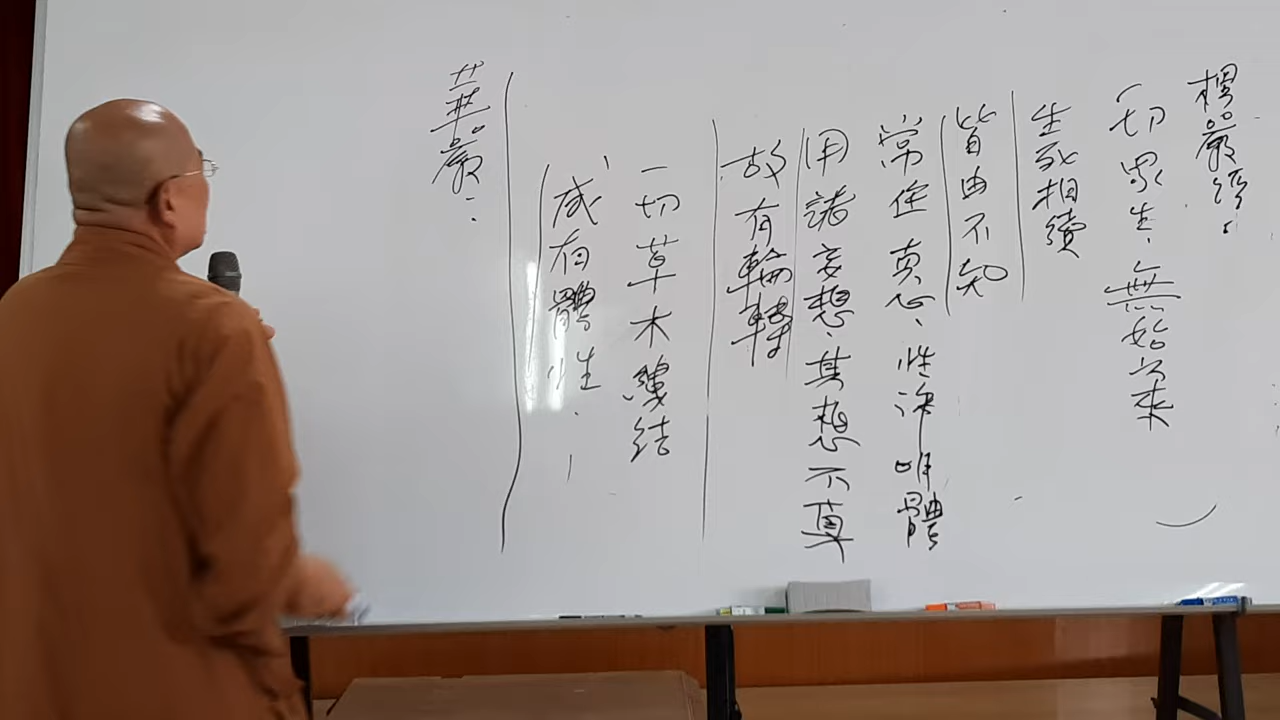 楞嚴經：
一切眾生、無始以來
生死相續
皆由不知
常住真心、性淨明體
用諸妄想、其想不真
故有輪轉
一切草木縷結
咸有體性．
華嚴：